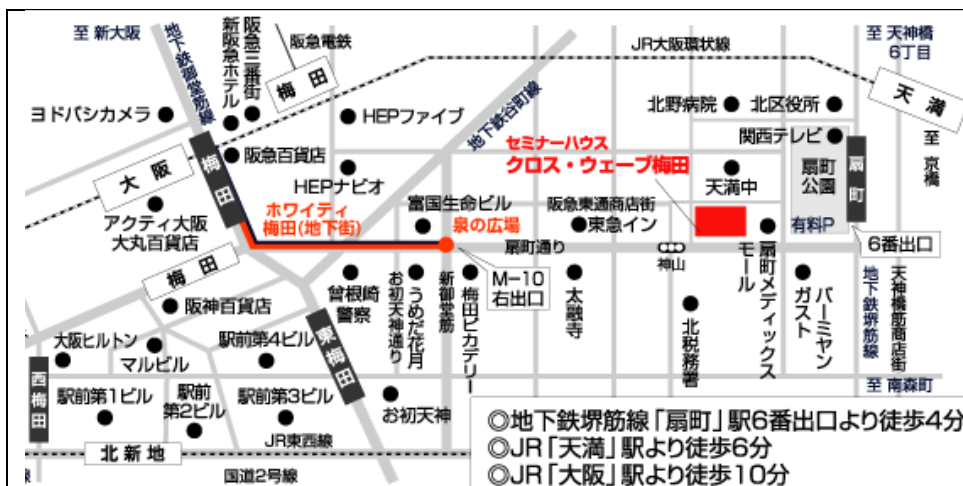 至 新大阪
地下鉄御堂筋線
新阪急ホテル
阪急三番街
阪急電鉄
梅田
JR大阪環状線
至 天神橋
6丁目
天満
至 京橋
ヨドバシカメラ
HEPファイブ
地下鉄谷町線
北野病院
北区役所
関西テレビ
セミナーハウス
クロス・ウェーブ梅田
梅田
阪急百貨店
大阪
HEPナビオ
天満中
扇町
公園
扇町
アクティ大阪
大丸百貨店
ホワイティ
梅田(地下街)
富国生命ビル
泉の広場
阪急東通商店街
東急イン
有料P
扇町通り
神山
6番出口
梅田
阪神百貨店
曾根崎
警察
お初天神通り
うめだ花月
新御堂筋
梅田ピカデリー
M-10
右出口
太融寺
北税務署
扇町メディックス
モール
バーミヤン
ガスト
地下鉄堺筋線
天神橋筋商店街
大阪ヒルトン
マルビル
駅前第4ビル
東梅田
西梅田
駅前第1ビル
駅前
第2ビル
駅前第3ビル
お初天神
至 南森町
JR東西線
北新地
国道2号線
◎地下鉄堺筋線「扇町」駅6番出口より徒歩4分
◎JR「天満」駅より徒歩6分
◎JR「大阪」駅より徒歩10分